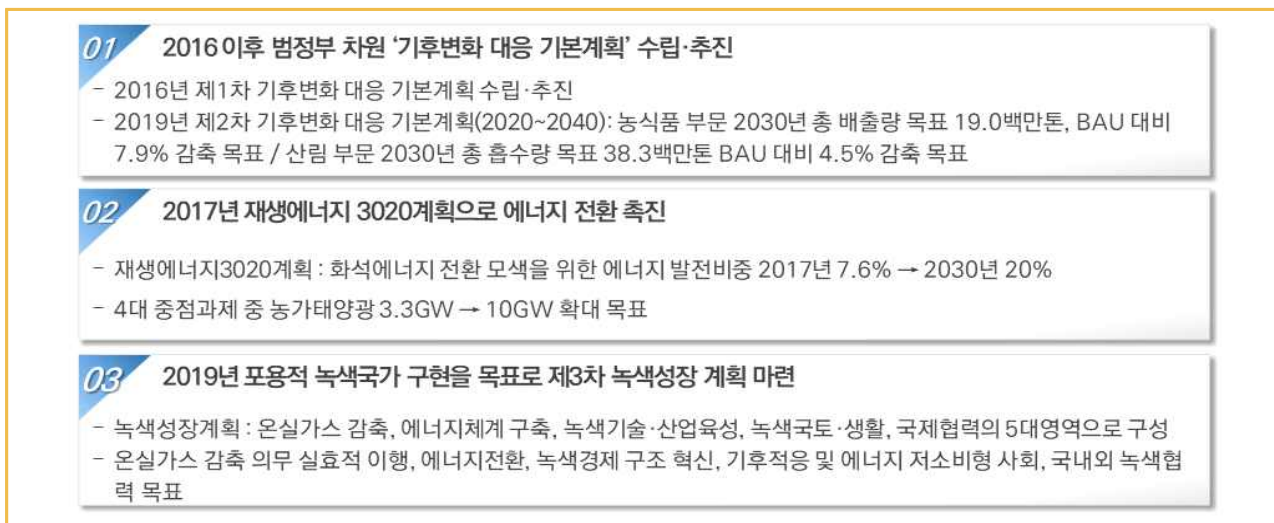 01 2016 이후 범정부 차원 ‘기후변화 대응 기본계획’ 수립·추진
- 2016년 제1차 기후변화 대응 기본계획 수립·추진
- 2019년 제2차 기후변화 대응 기본계획(2020~2040): 농식품 부문 2030년 총 배출량 목표 19.0백만톤, BAU 대비
7.9% 감축 목표 / 산림 부문 2030년 총 흡수량 목표 38.3백만톤 BAU 대비 4.5% 감축 목표
02 2017년 재생에너지 3020계획으로 에너지 전환 촉진
- 재생에너지3020계획 : 화석에너지 전환 모색을 위한 에너지 발전비중 2017년 7.6% → 2030년 20%
- 4대 중점과제 중 농가태양광 3.3GW → 10GW 확대 목표
03 2019년 포용적 녹색국가 구현을 목표로 제3차 녹색성장 계획 마련
- 녹색성장계획 : 온실가스 감축, 에너지체계 구축, 녹색기술·산업육성, 녹색국토·생활, 국제협력의 5대영역으로 구성
- 온실가스 감축 의무 실효적 이행, 에너지전환, 녹색경제 구조 혁신, 기후적응 및 에너지 저소비형 사회, 국내외 녹색협
력 목표